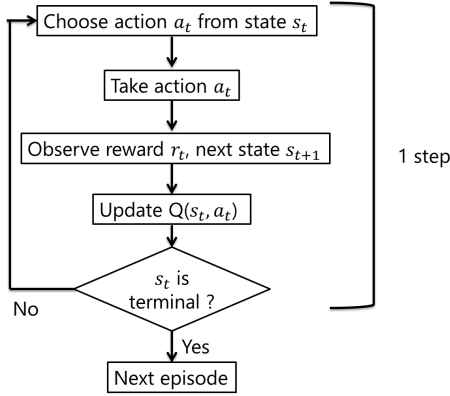 Choose action a_t from state s_t
Take action a_t
Observe reward r_t, next state s_{t+1}
1 step
Update Q(s_t, a_t)
s_t is
terminal ?
No
Yes
Next episode